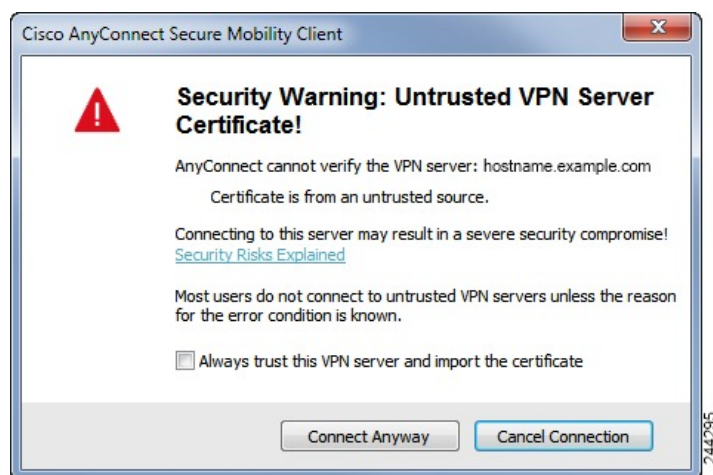 Cisco AnyConnect Secure Mobility Client
Security Warning: Untrusted VPN Server
Certificate!
AnyConnect cannot verify the VPN server: hostname.example.com
Certificate is from an untrusted source.
Connecting to this server may result in a severe security compromise!
Security Risks Explained
Most users do not connect to untrusted VPN servers unless the reason
for the error condition is known.
Always trust this VPN server and import the certificate
Connect Anyway
Cancel Connection
244295